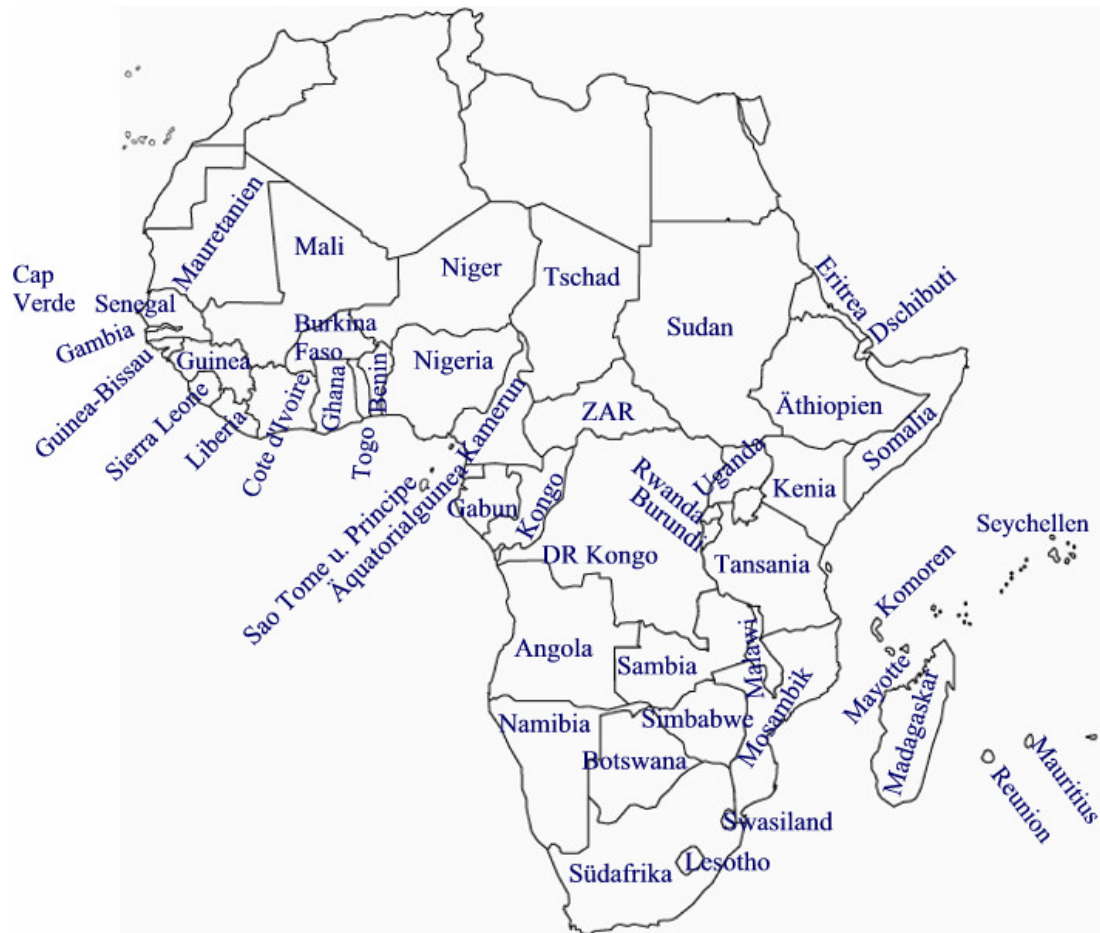 Mauretanien
Mali
Niger
Tschad
Eritrea
Cap
Verde
Senegal
Dschibuti
Gambia
Burkina
Faso
Sudan
Guinea
Nigeria
Guinea-Bissau
Ghana
Benin
Äthiopien
Sierra Leone
Liberia
Cote d'Ivoire
Togo
Kamerun
ZAR
Somalia
Uganda
Rwanda
Burundi
Kenia
Sao Tome u. Principe
Äquatorialguinea
Gabun
Kongo
DR Kongo
Tansania
Seychellen
Komoren
Angola
Sambia
Malawi
Mayotte
Madagaskar
Namibia
Simbabwe
Mosambik
Botswana
Mauritius
Reunion
Swasiland
Südafrika
Lesotho